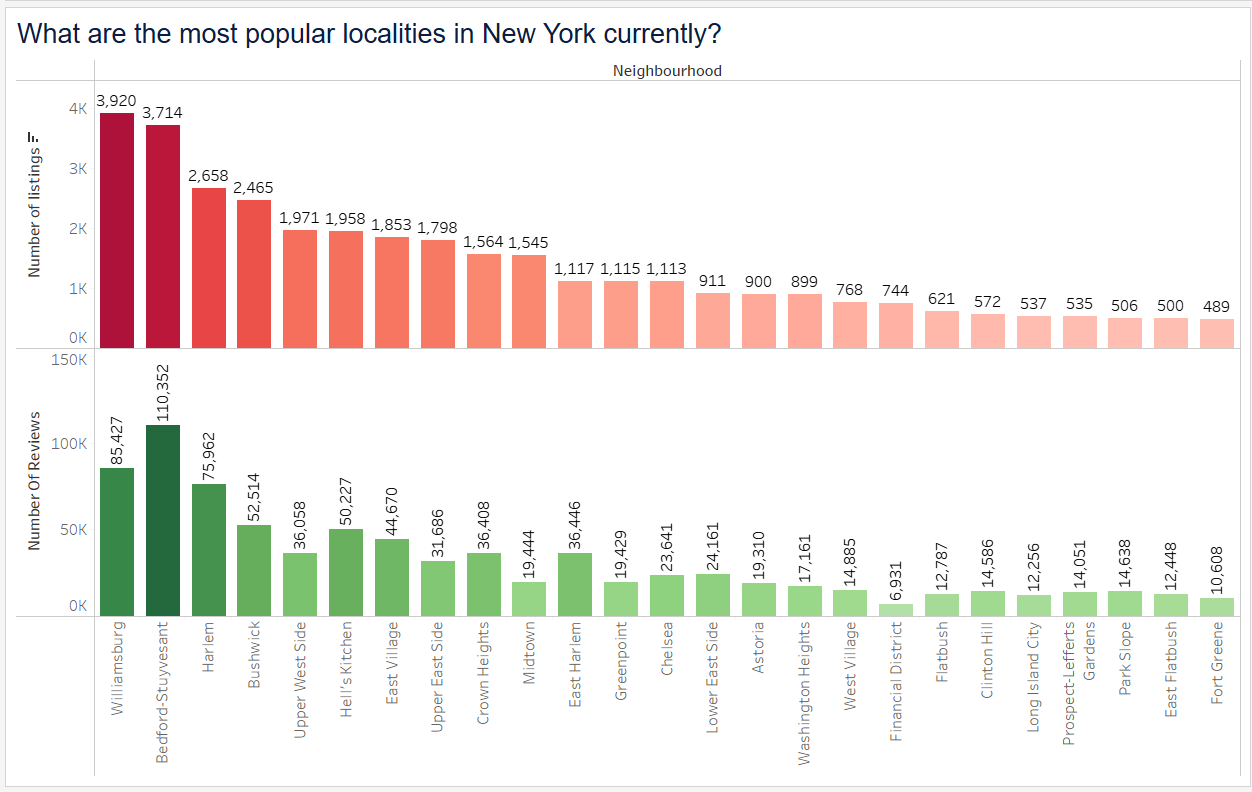 What are the most popular localities in New York currently?
Neighbourhood
Number of listings
4K
3K
2K
1K
0K
3,920
3,714
2,658
2,465
1,971
1,958
1,853
1,798
1,564
1,545
1,117
1,115
1,113
911
900
899
768
744
621
572
537
535
506
500
489
Number Of Reviews
150K
100K
50K
0K
85,427
110,352
75,962
52,514
36,058
50,227
44,670
31,686
36,408
19,444
36,446
19,429
23,641
24,161
19,310
17,161
14,885
6,931
12,787
14,586
12,256
14,051
14,638
12,448
10,608
Williamsburg
Bedford-Stuyvesant
Harlem
Bushwick
Upper West Side
Hell's Kitchen
East Village
Upper East Side
Crown Heights
Midtown
East Harlem
Greenpoint
Chelsea
Lower East Side
Astoria
Washington Heights
West Village
Financial District
Flatbush
Clinton Hill
Long Island City
Prospect-Lefferts
Gardens
Park Slope
East Flatbush
Fort Greene